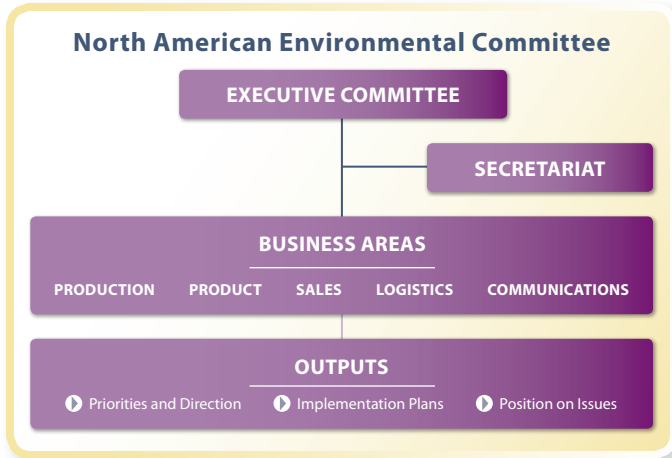 North American Environmental Committee
EXECUTIVE COMMITTEE
SECRETARIAT
BUSINESS AREAS
PRODUCTION PRODUCT SALES LOGISTICS COMMUNICATIONS
OUTPUTS
Priorities and Direction Implementation Plans Position on Issues